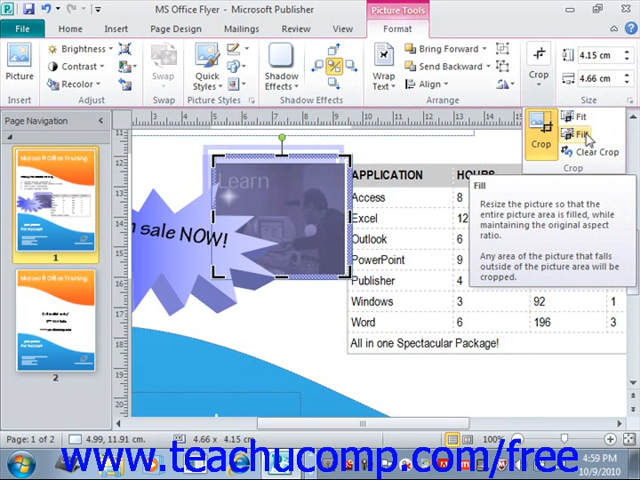 MS Office Flyer - Microsoft Publisher
Picture Tools
File
Home
Insert
Page Design
Mailings
Review
View
Format
Picture
Insert
Brightness
Contrast
Recolor
Adjust
Swap
Swap
Quick
Styles
Picture Styles
Shadow
Effects
Shadow Effects
Wrap
Text
Bring Forward
Send Backward
Align
Arrange
Crop
4.15 cm
4.66 cm
Size
Crop
Fit
Fill
Clear Crop
Crop
Fill
Resize the picture so that the
entire picture area is filled, while
maintaining the original aspect
ratio.
Any area of the picture that falls
outside of the picture area will be
cropped.
Page Navigation
1
2
Learn
sale NOW!
APPLICATION HOURS
Access 8
Excel 12
Outlook 6
PowerPoint 9
Publisher 4
Windows 3 92 1
Word 6 196 3
All in one Spectacular Package!
Page: 1 of 2
4.99, 11.91 cm.
4.66 x 4.15 cm.
100%
www.teachucomp.com/free
4:59 PM
10/9/2010